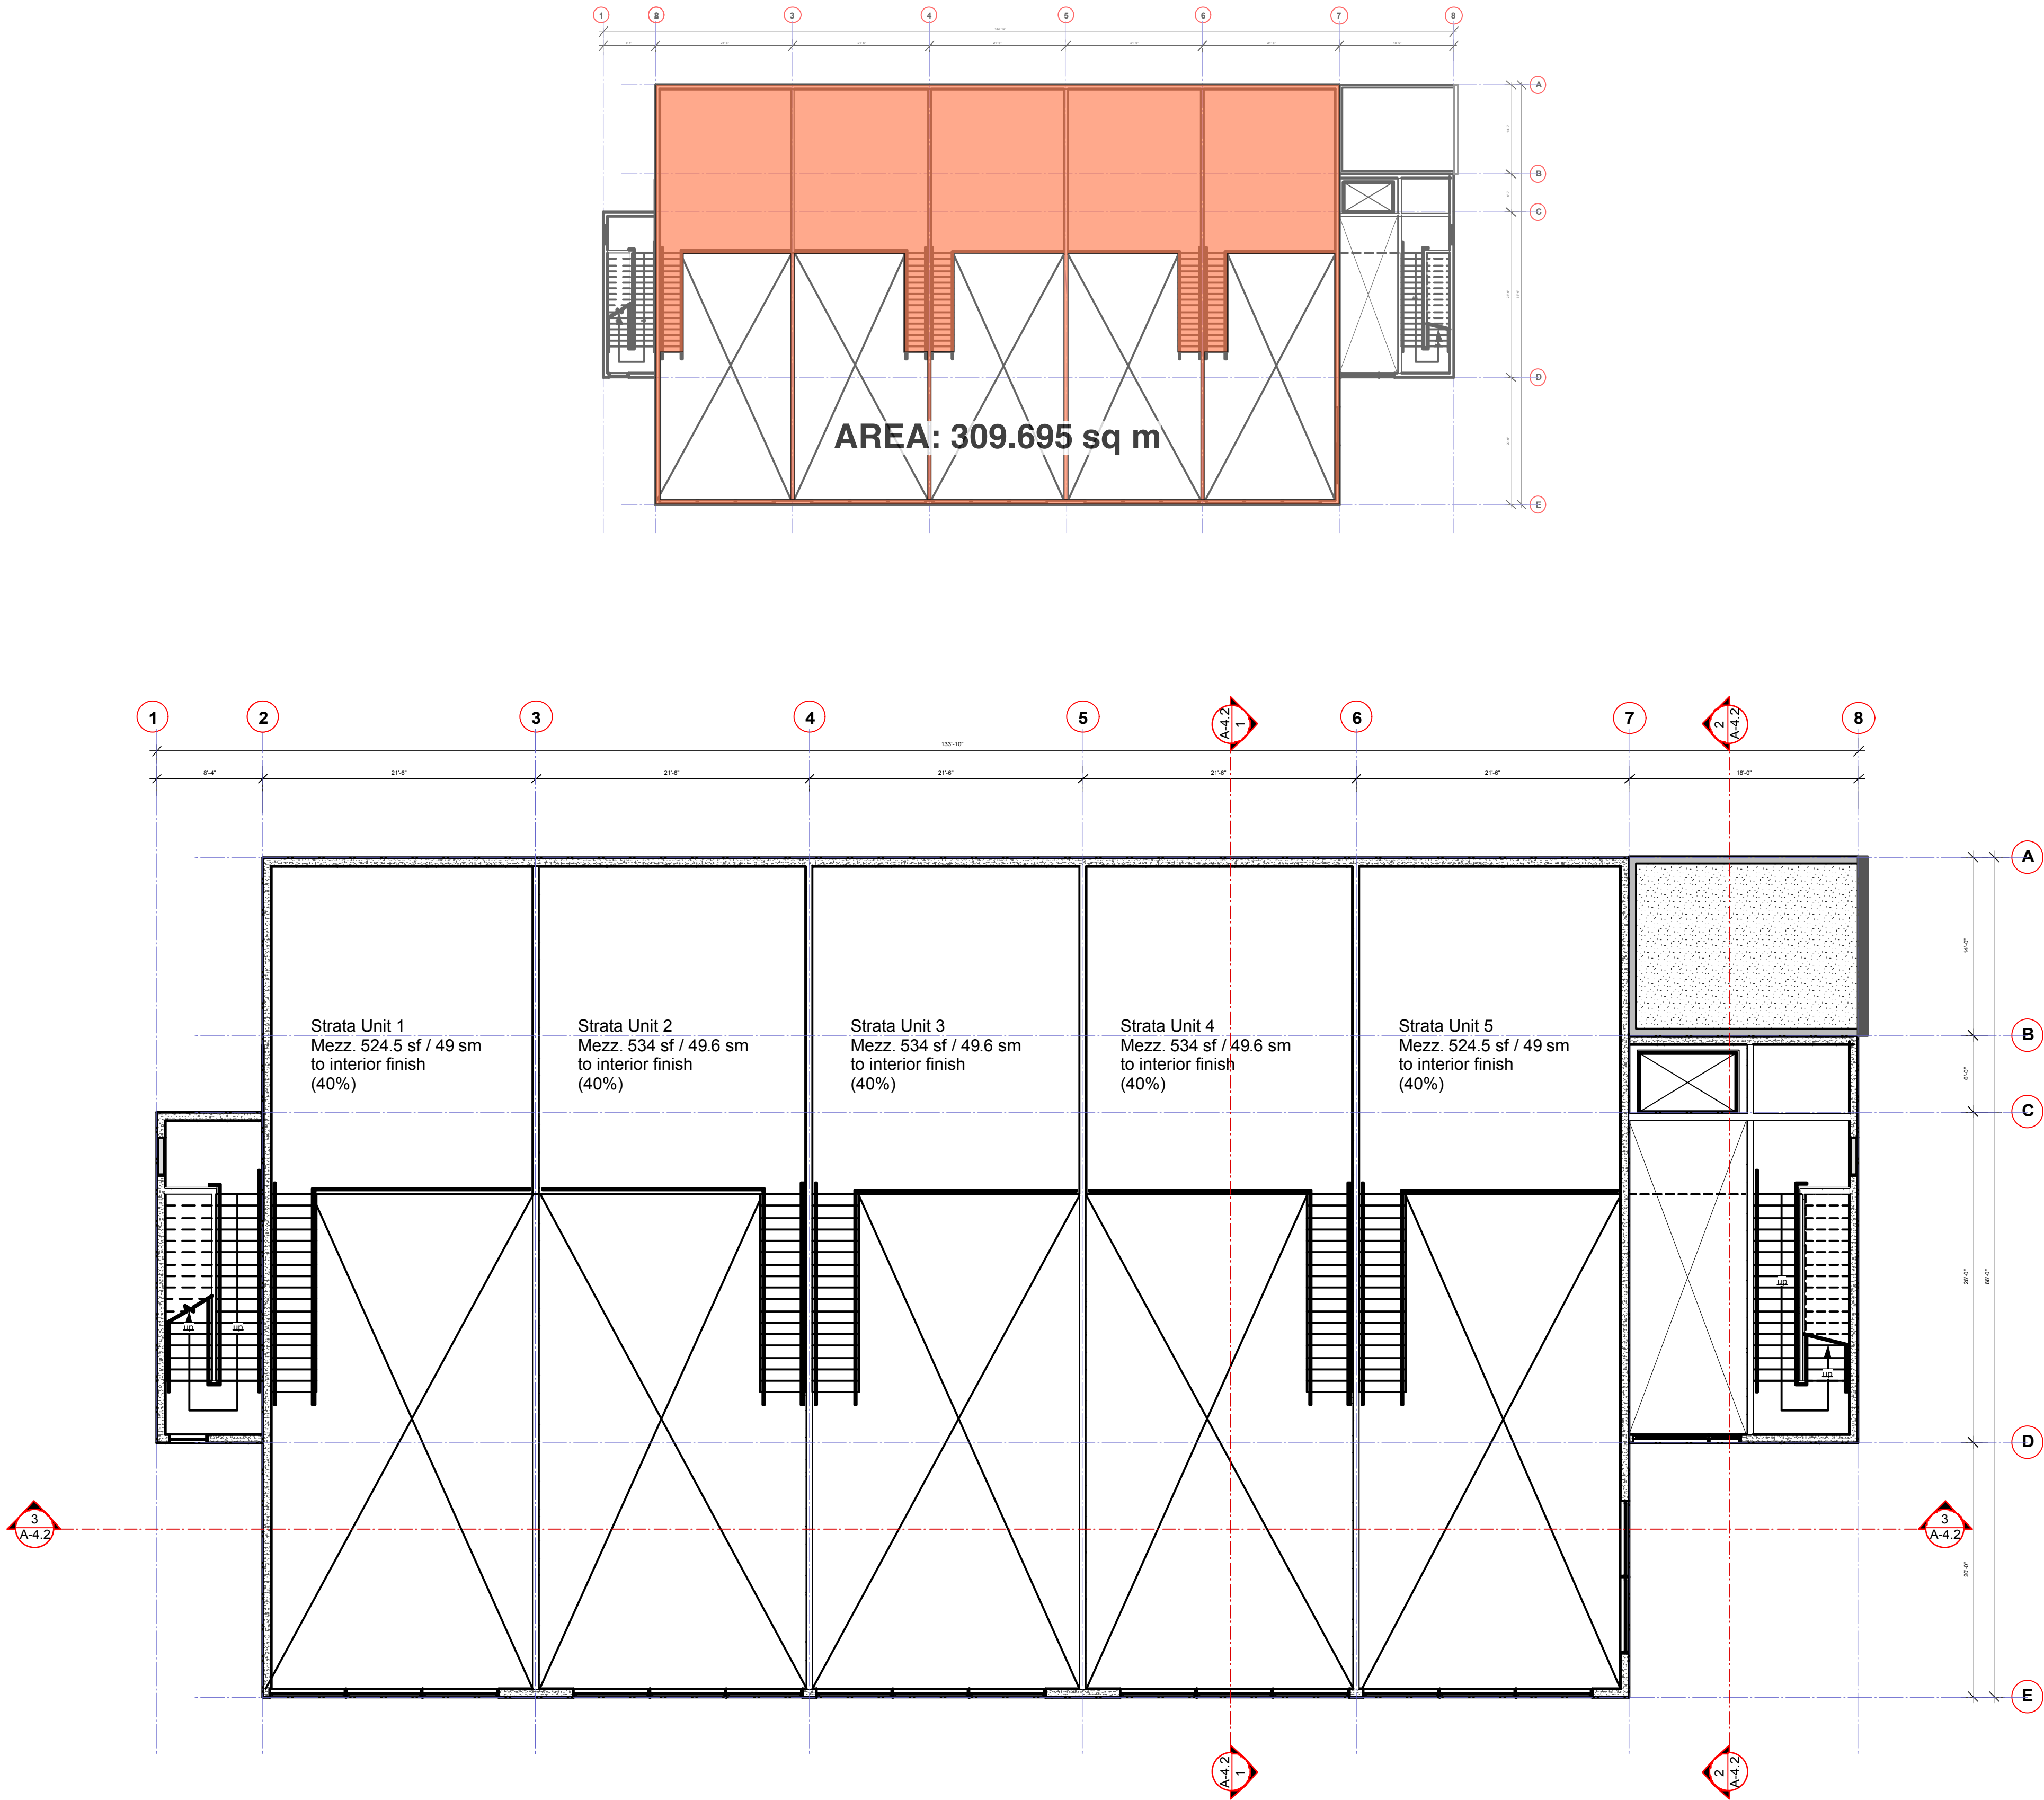 1 2 3 4 5 6 7 8
A
B
C
D
E
AREA: 309.695 sq m
1 2 3 4 5 6 7 8
A-4.2 1
2 A-4.2
133'-10"
8'-4" 21'-6" 21'-6" 21'-6" 21'-6" 21'-6" 18'-0"
A
14'-0"
Strata Unit 1
Mezz. 524.5 sf / 49 sm
to interior finish
(40%)
Strata Unit 2
Mezz. 534 sf / 49.6 sm
to interior finish
(40%)
Strata Unit 3
Mezz. 534 sf / 49.6 sm
to interior finish
(40%)
Strata Unit 4
Mezz. 534 sf / 49.6 sm
to interior finish
(40%)
Strata Unit 5
Mezz. 524.5 sf / 49 sm
to interior finish
(40%)
B
6'-0"
C
26'-0"
66'-0"
up
up
up
up
D
3
A-4.2
3
A-4.2
20'-0"
E
A-4.2 1
2 A-4.2